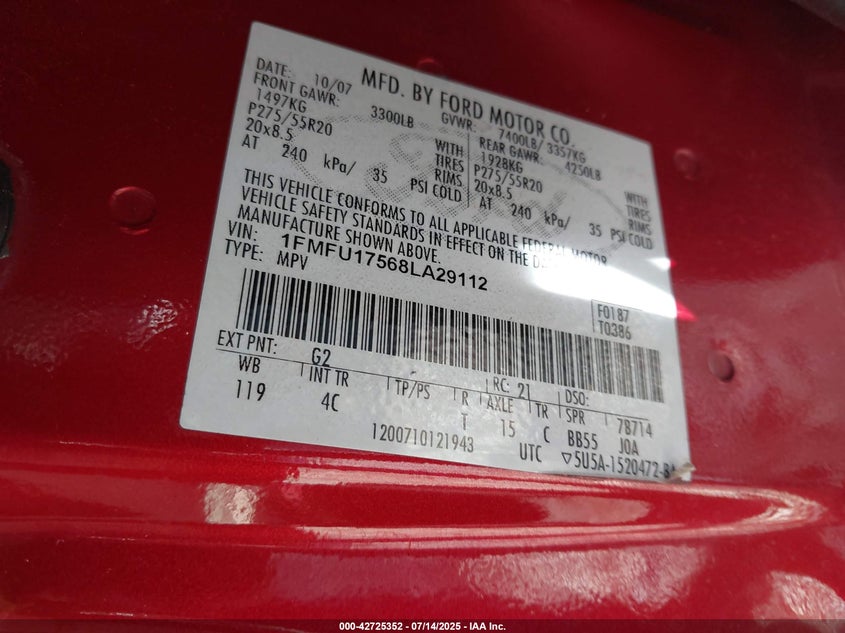 MFD. BY FORD MOTOR CO.
DATE: 10/07 GVWR: 7400LB/ 3357KG
FRONT GAWR: 3300LB REAR GAWR: 4250LB
1497KG WITH 1928KG WITH
P275/55R20 TIRES P275/55R20 TIRES
20x8.5 RIMS 20x8.5 RIMS
AT 240 kPa/ 35 PSI COLD AT 240 kPa/ 35 PSI COLD
THIS VEHICLE CONFORMS TO ALL APPLICABLE FEDERAL MOTOR
VEHICLE SAFETY STANDARDS IN EFFECT ON THE
MANUFACTURE SHOWN ABOVE.
VIN: 1FMFU17568LA29112
TYPE: MPV
F0187
T0386
EXT PNT: G2 RC: 21 DSO:
WB INT TR TP/PS R AXLE TR SPR 78714
119 4C T 15 C BB55 JOA
1200710121943 UTC ▽5U5A-1520472-BA
000-42725352 / 07/14/2025 - IAA Inc.